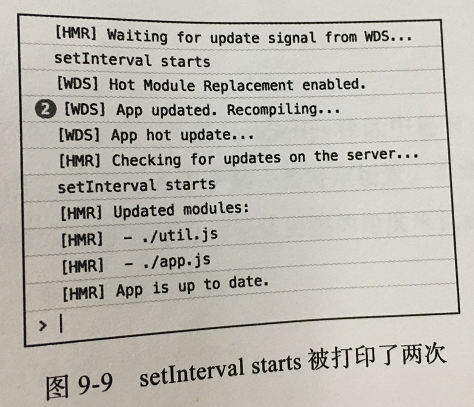 [HMR] Waiting for update signal from WDS...
setInterval starts
[WDS] Hot Module Replacement enabled.
2 [WDS] App updated. Recompiling...
[WDS] App hot update...
[HMR] Checking for updates on the server...
setInterval starts
[HMR] Updated modules:
[HMR]  - ./util.js
[HMR]  - ./app.js
[HMR] App is up to date.
> |
图 9-9 setInterval starts 被打印了两次